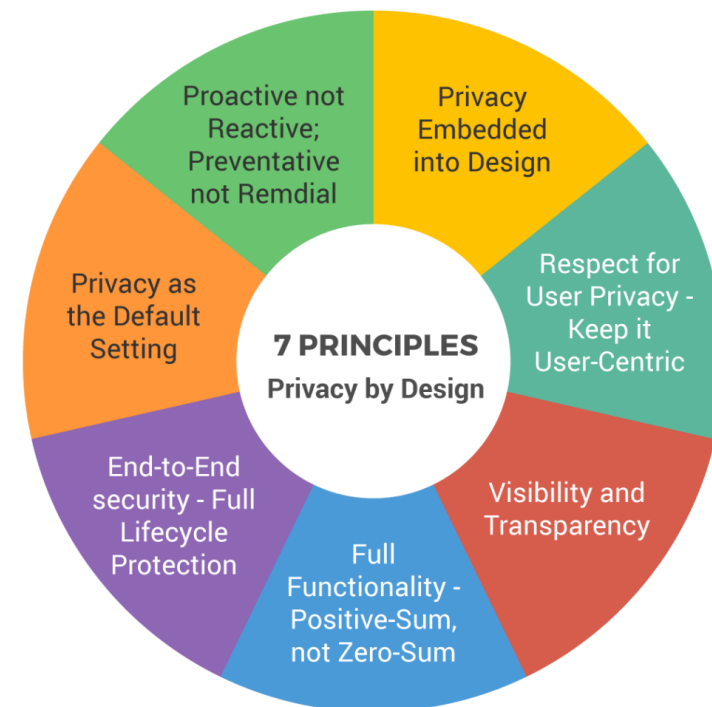 Proactive not
Reactive;
Preventative
not Remdial
Privacy
Embedded
into Design
Respect for
User Privacy -
Keep it
User-Centric
Visibility and
Transparency
Full
Functionality -
Positive-Sum,
not Zero-Sum
End-to-End
security - Full
Lifecycle
Protection
Privacy as
the Default
Setting
7 PRINCIPLES
Privacy by Design